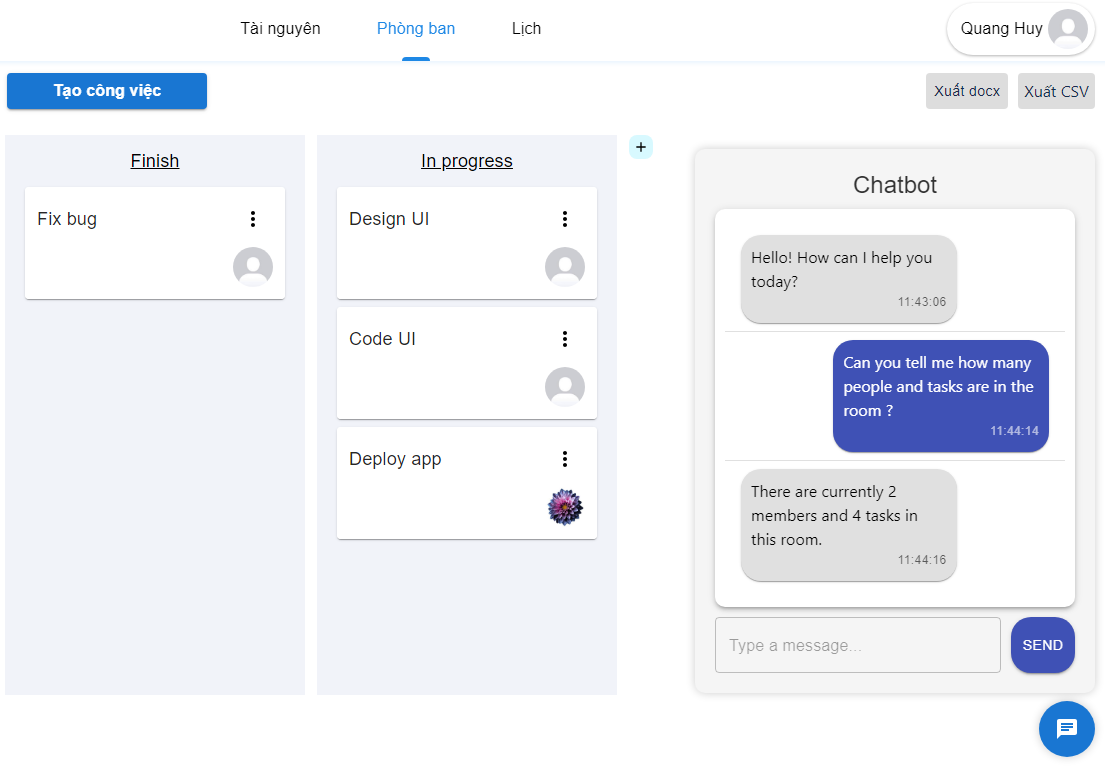 Tài nguyên
Phòng ban
Lịch
Quang Huy
Tạo công việc
Xuất docx
Xuất CSV
Finish
Fix bug
In progress
Design UI
Code UI
Deploy app
+
Chatbot
Hello! How can I help you
today?
11:43:06
Can you tell me how many
people and tasks are in the
room ?
11:44:14
There are currently 2
members and 4 tasks in
this room.
11:44:16
Type a message...
SEND